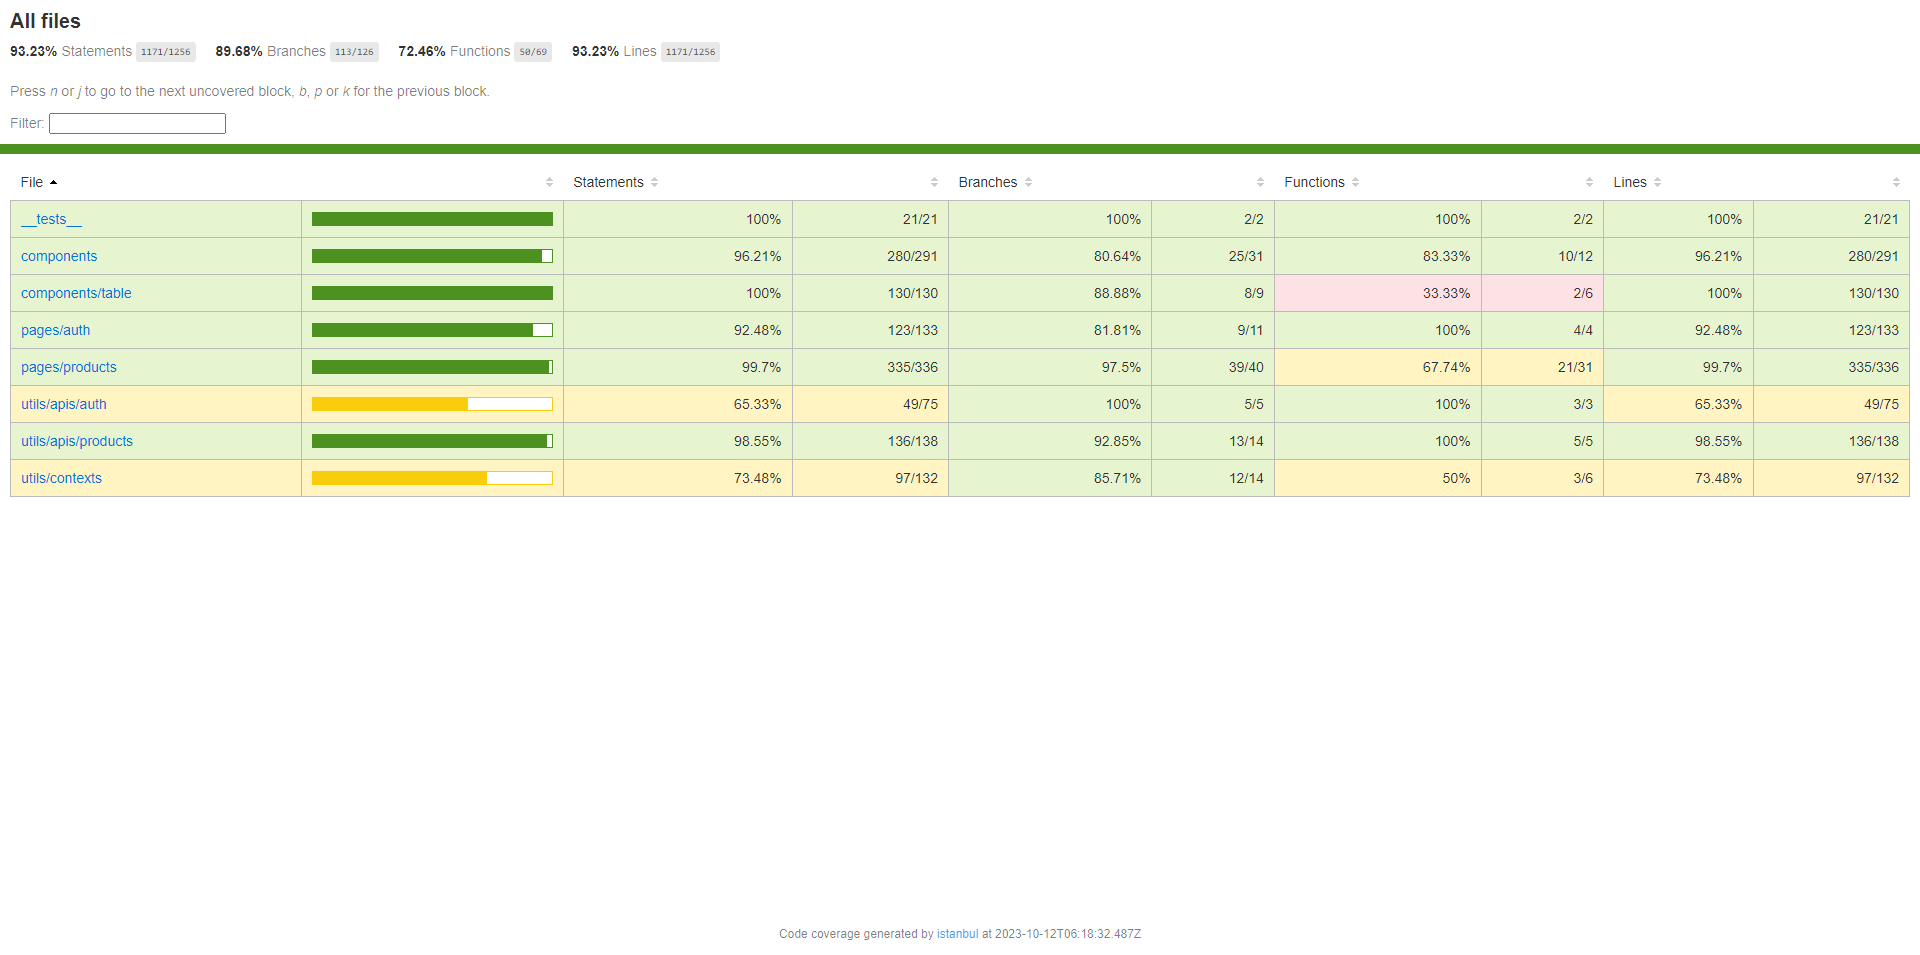 All files
93.23% Statements 1171/1256 89.68% Branches 113/126 72.46% Functions 50/69 93.23% Lines 1171/1256
Press n or j to go to the next uncovered block, b, p or k for the previous block.
Filter:
File Statements Branches Functions Lines
__tests__ 100% 21/21 100% 2/2 100% 2/2 100% 21/21
components 96.21% 280/291 80.64% 25/31 83.33% 10/12 96.21% 280/291
components/table 100% 130/130 88.88% 8/9 33.33% 2/6 100% 130/130
pages/auth 92.48% 123/133 81.81% 9/11 100% 4/4 92.48% 123/133
pages/products 99.7% 335/336 97.5% 39/40 67.74% 21/31 99.7% 335/336
utils/apis/auth 65.33% 49/75 100% 5/5 100% 3/3 65.33% 49/75
utils/apis/products 98.55% 136/138 92.85% 13/14 100% 5/5 98.55% 136/138
utils/contexts 73.48% 97/132 85.71% 12/14 50% 3/6 73.48% 97/132
Code coverage generated by istanbul at 2023-10-12T06:18:32.487Z